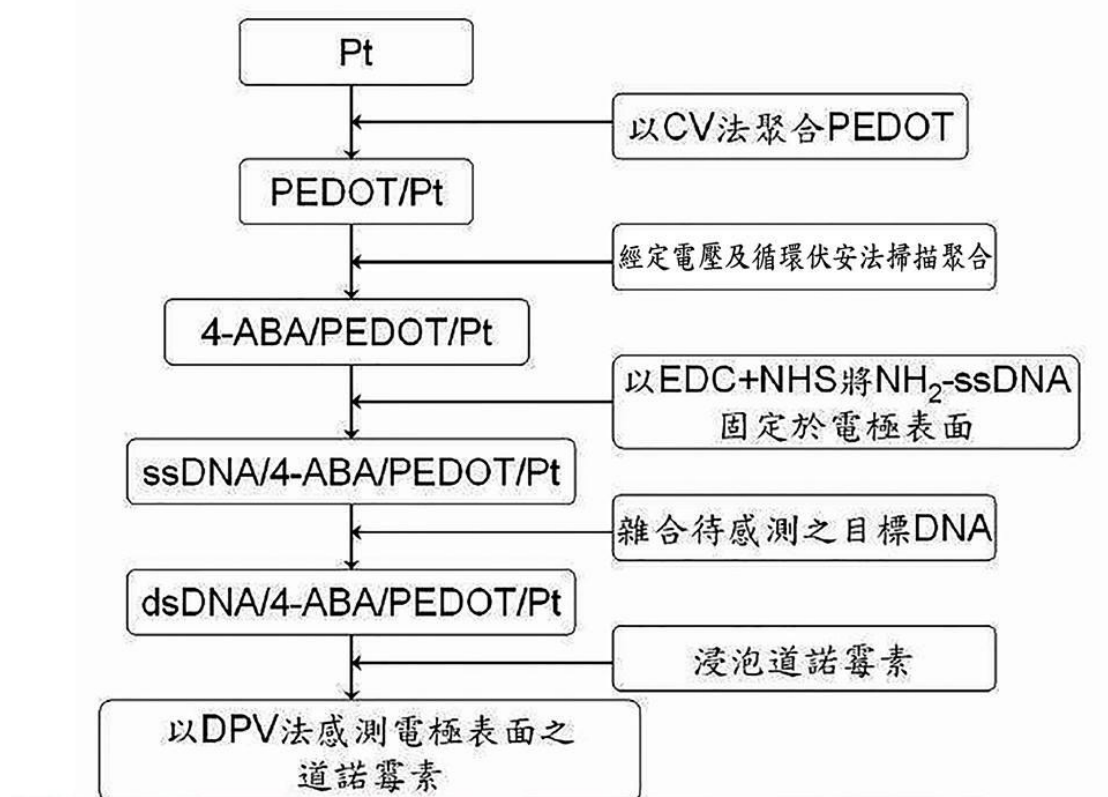 Pt
以CV法聚合PEDOT
PEDOT/Pt
經定電壓及循環伏安法掃描聚合
4-ABA/PEDOT/Pt
以EDC+NHS將NH₂-ssDNA
固定於電極表面
ssDNA/4-ABA/PEDOT/Pt
雜合待感測之目標DNA
dsDNA/4-ABA/PEDOT/Pt
浸泡道諾霉素
以DPV法感測電極表面之
道諾霉素